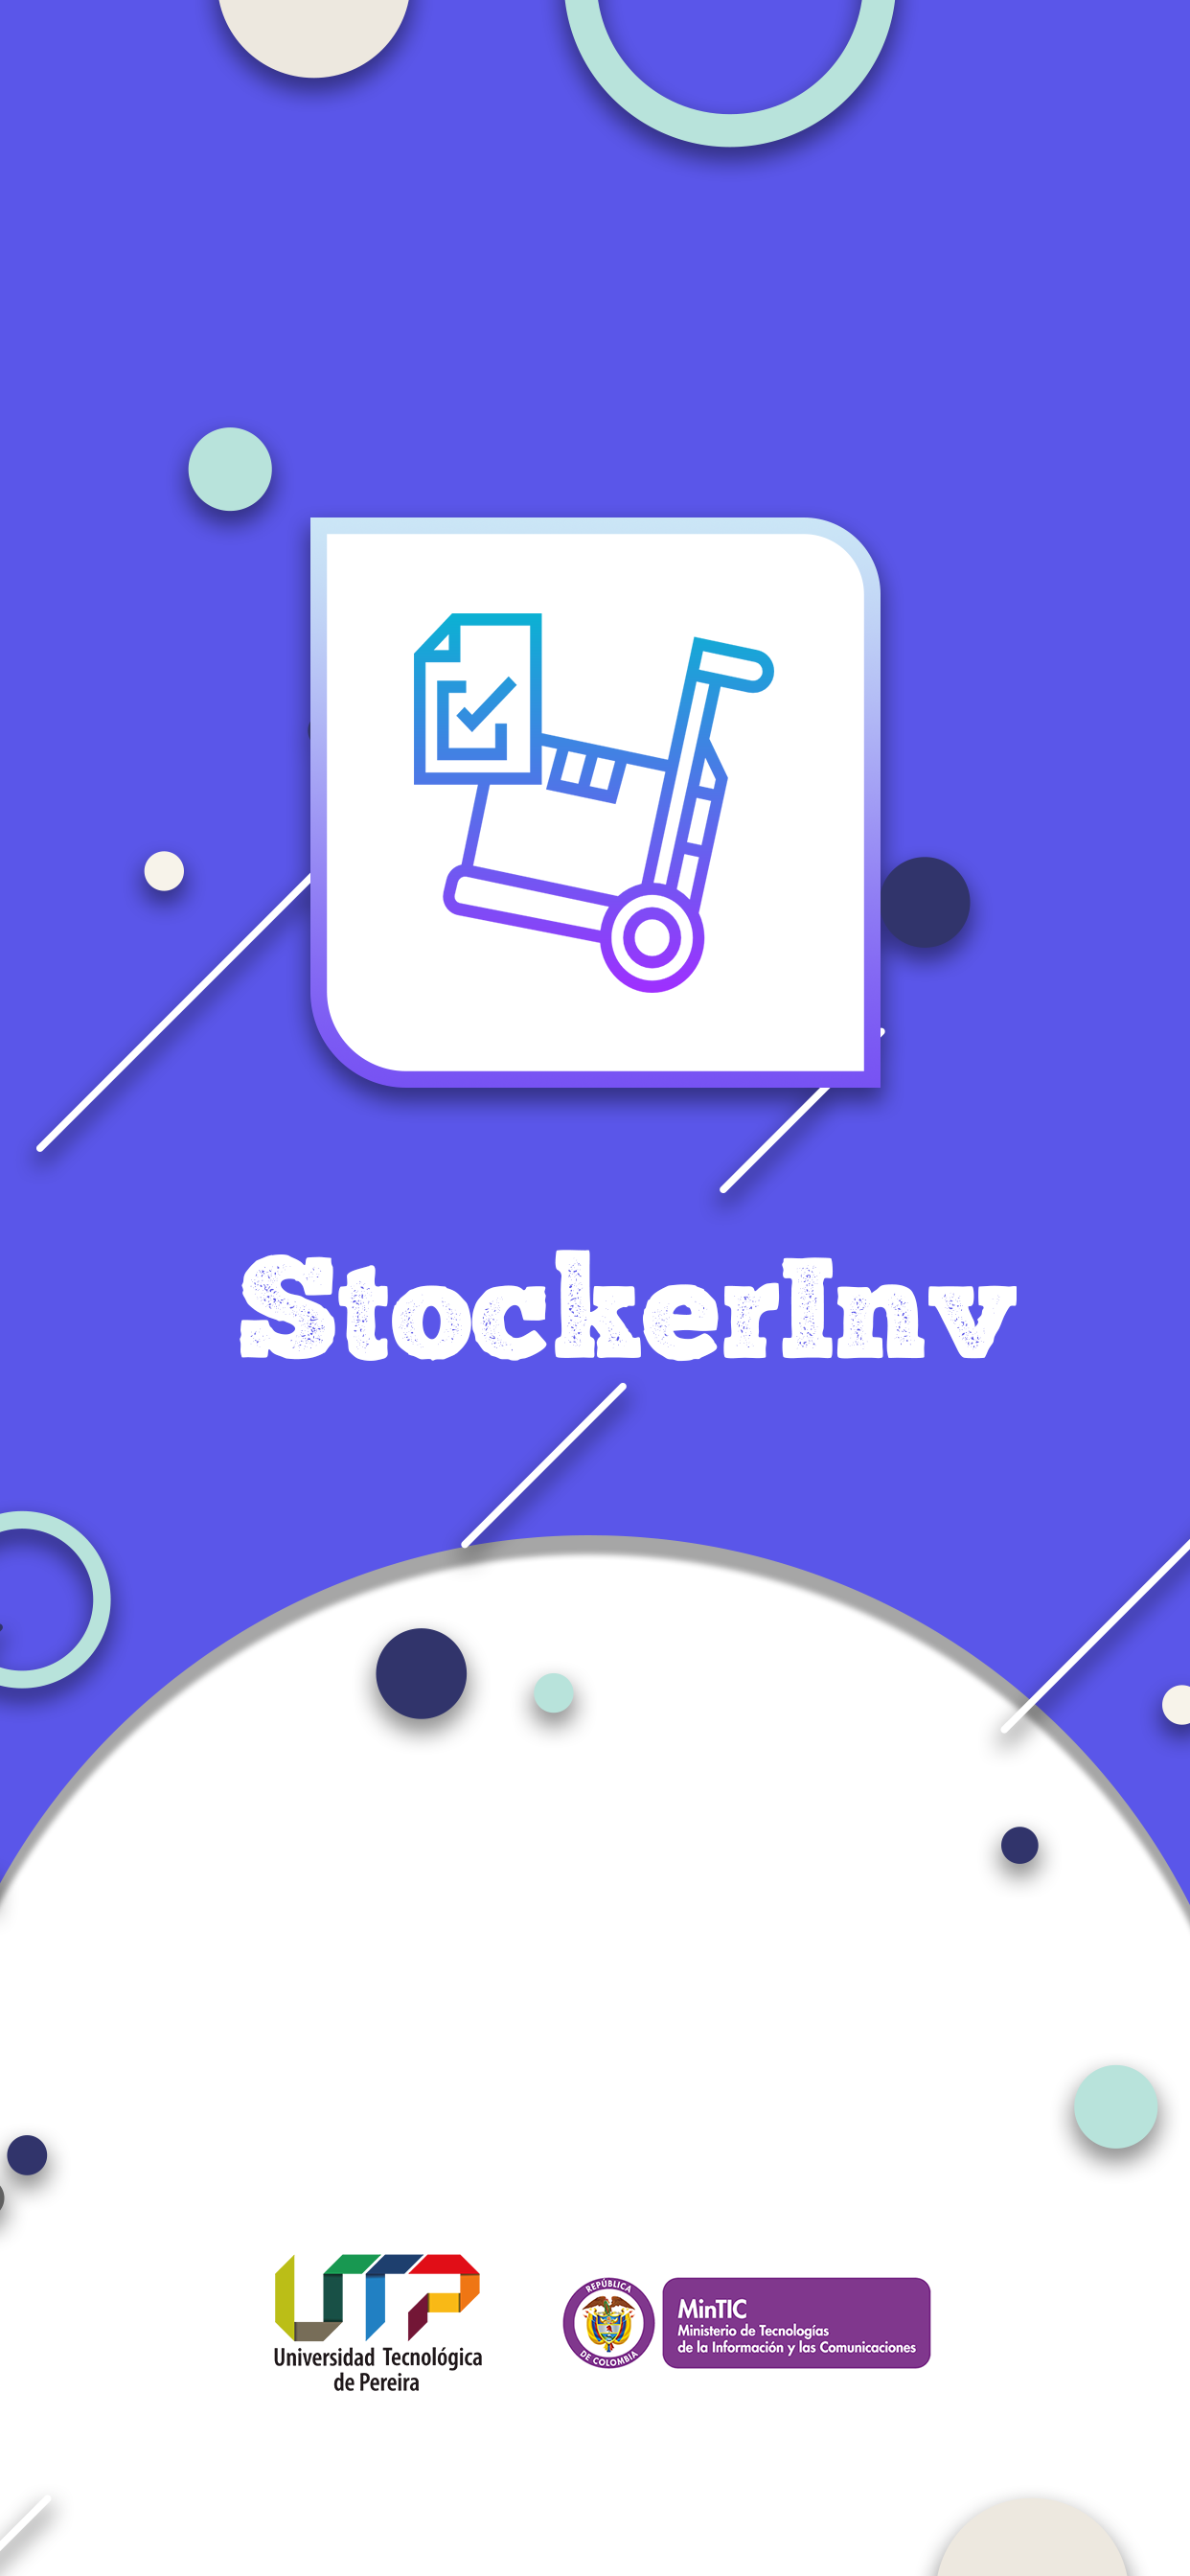 StockerInv
UTP
Universidad Tecnológica
de Pereira
REPÚBLICA
DE COLOMBIA
MinTIC
Ministerio de Tecnologías
de la Información y las Comunicaciones